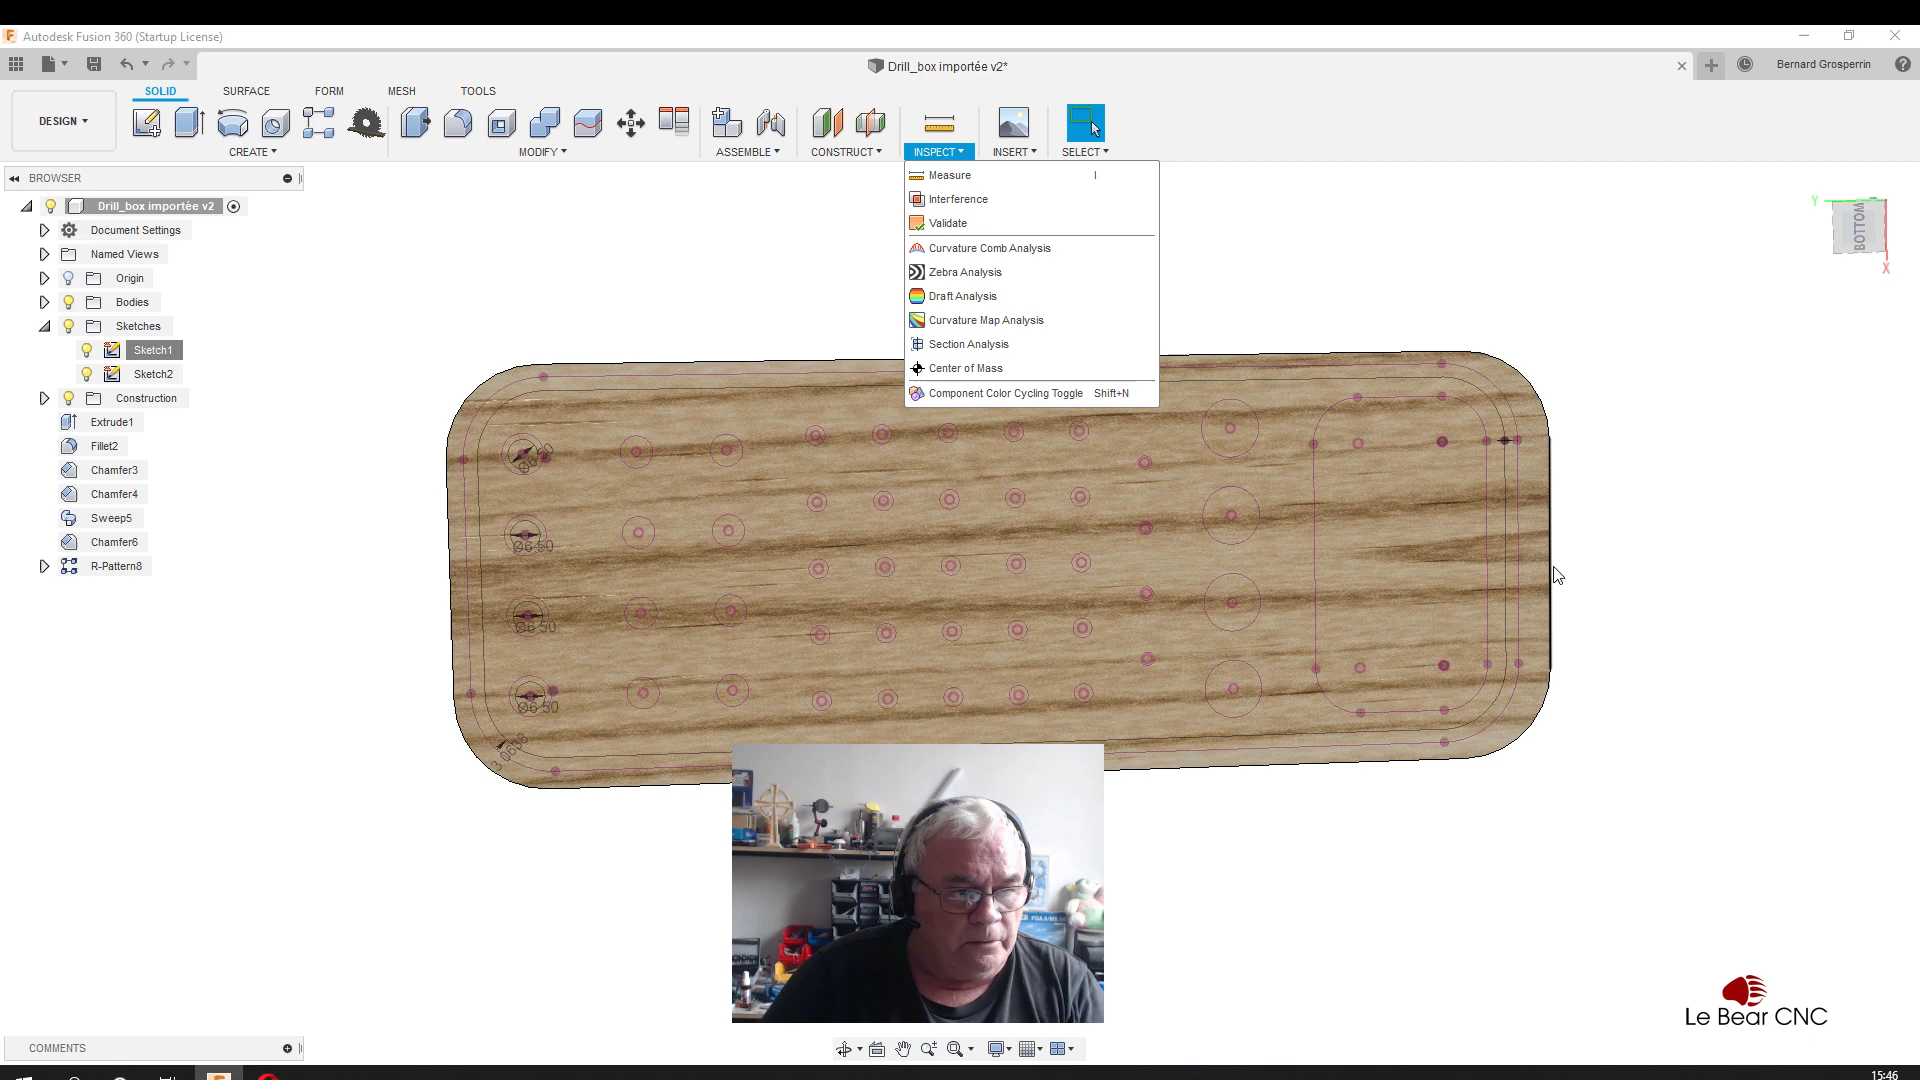 Autodesk Fusion 360 (Startup License)
Drill_box importée v2*
Bernard Grosperrin
DESIGN
SOLID SURFACE FORM MESH TOOLS
CREATE MODIFY ASSEMBLE CONSTRUCT INSPECT INSERT SELECT
BROWSER
Drill_box importée v2
Document Settings
Named Views
Origin
Bodies
Sketches
Sketch1
Sketch2
Construction
Extrude1
Fillet2
Chamfer3
Chamfer4
Sweep5
Chamfer6
R-Pattern8
Measure I
Interference
Validate
Curvature Comb Analysis
Zebra Analysis
Draft Analysis
Curvature Map Analysis
Section Analysis
Center of Mass
Component Color Cycling Toggle Shift+N
Y
BOTTOM
X
Ø6.50
Ø6.50
Ø6.50
Le Bear CNC
COMMENTS
15:46